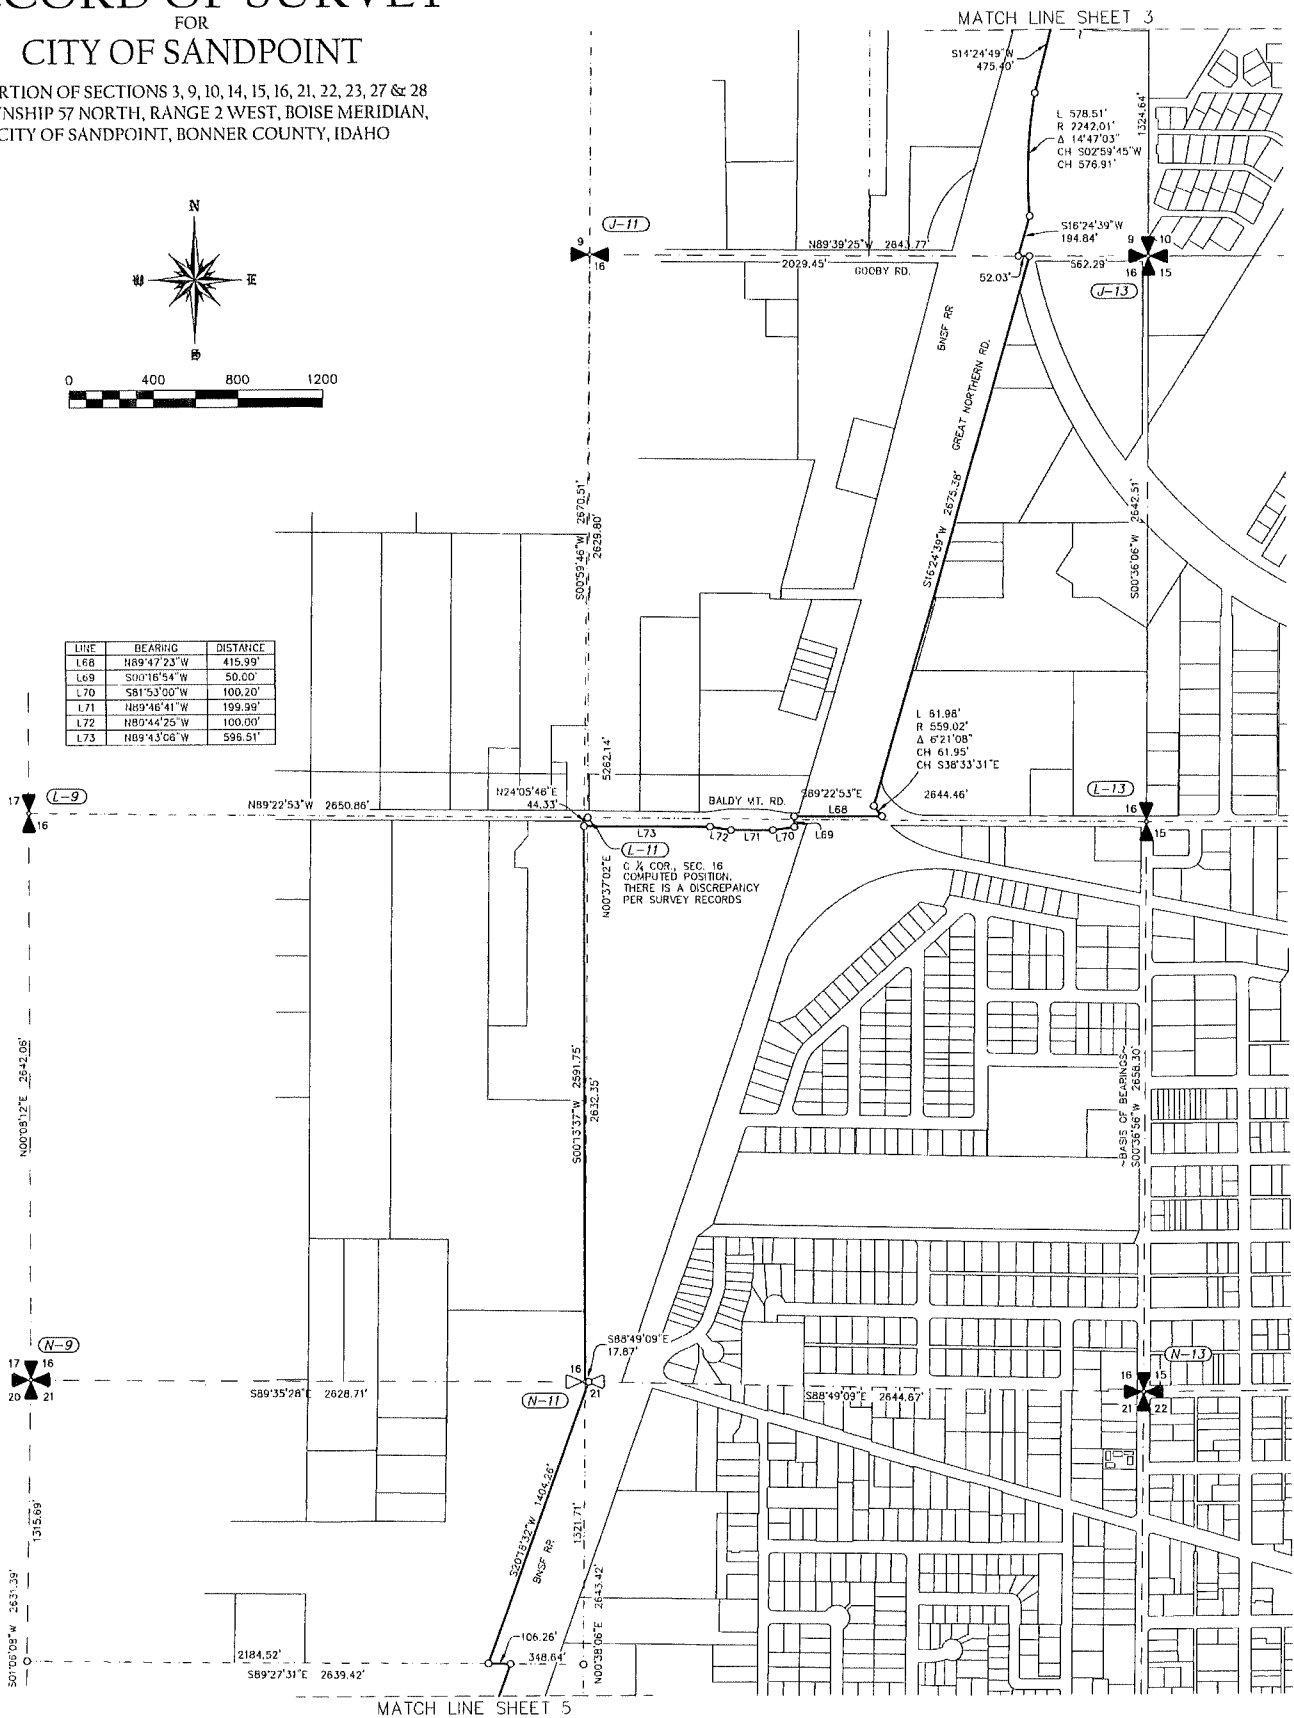 CORD OF SURVEY
FOR
CITY OF SANDPOINT
RTION OF SECTIONS 3, 9, 10, 14, 15, 16, 21, 22, 23, 27 & 28
NSHIP 57 NORTH, RANGE 2 WEST, BOISE MERIDIAN,
CITY OF SANDPOINT, BONNER COUNTY, IDAHO
N
W
E
S
0 400 800 1200
MATCH LINE SHEET 3
S14°24'49"W
475.40'
1324.64'
L 578.51'
R 2242.01'
Δ 14°47'03"
CH S02°59'45"W
CH 576.91'
S16°24'39"W
194.84'
J-11
9
16
N89°39'25"W 2643.77'
2029.45'
GOOBY RD.
52.03'
562.29'
9 10
16 15
J-13
BNSF RR
GREAT NORTHERN RD.
S16°24'39"W 2675.38'
S00°59'46"W 2670.51'
2629.80'
S00°36'06"W 2642.51'
LINE BEARING DISTANCE
L68 N89°47'23"W 415.99'
L69 S00°16'54"W 50.00'
L70 S81°53'00"W 100.20'
L71 N89°46'41"W 199.99'
L72 N80°44'25"W 100.00'
L73 N89°43'06"W 596.51'
L 61.98'
R 559.02'
Δ 6°21'08"
CH 61.95'
CH S38°33'31"E
5262.14'
17
16
L-9
N89°22'53"W 2650.86'
N24°05'46"E
44.33'
BALDY MT. RD.
S89°22'53"E
L68
2644.46'
L-13
16
15
L73
L72
L71
L70
L69
L-11
C ¼ COR., SEC. 16
COMPUTED POSITION.
THERE IS A DISCREPANCY
PER SURVEY RECORDS
N00°37'02"E
N00°08'12"E 2642.06'
S00°13'37"W 2591.75'
2632.35'
~BASIS OF BEARINGS~
S00°36'56"W 2658.30'
N-9
17 16
20 21
S89°35'28"E 2628.71'
S88°49'09"E
17.87'
16
21
N-11
S88°49'09"E 2644.67'
N-13
16 15
21 22
1315.69'
S20°18'32"W 1404.26'
BNSF RR
1321.71'
S01°06'08"W 2631.39'
2184.52'
S89°27'31"E 2639.42'
106.26'
348.64'
N00°38'06"E 2643.42'
MATCH LINE SHEET 5